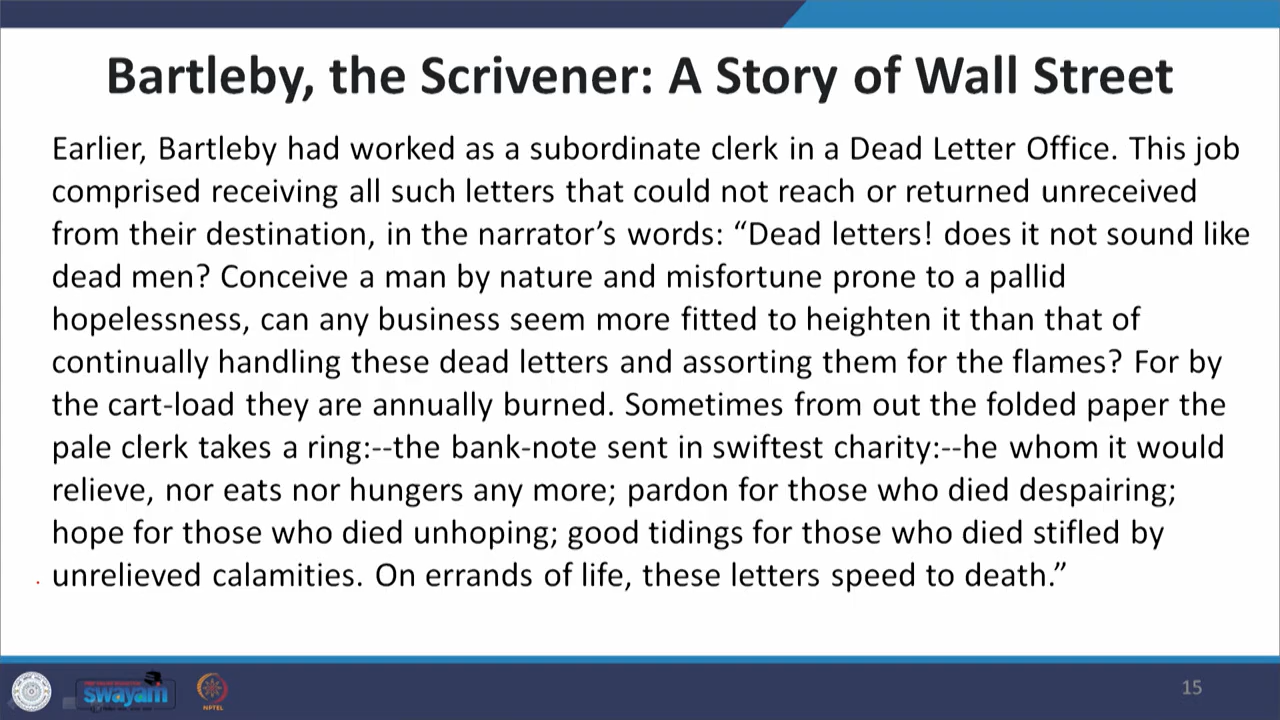 Bartleby, the Scrivener: A Story of Wall Street
Earlier, Bartleby had worked as a subordinate clerk in a Dead Letter Office. This job
comprised receiving all such letters that could not reach or returned unreceived
from their destination, in the narrator’s words: “Dead letters! does it not sound like
dead men? Conceive a man by nature and misfortune prone to a pallid
hopelessness, can any business seem more fitted to heighten it than that of
continually handling these dead letters and assorting them for the flames? For by
the cart-load they are annually burned. Sometimes from out the folded paper the
pale clerk takes a ring:--the bank-note sent in swiftest charity:--he whom it would
relieve, nor eats nor hungers any more; pardon for those who died despairing;
hope for those who died unhoping; good tidings for those who died stifled by
unrelieved calamities. On errands of life, these letters speed to death.”
swayam
NPTEL
15